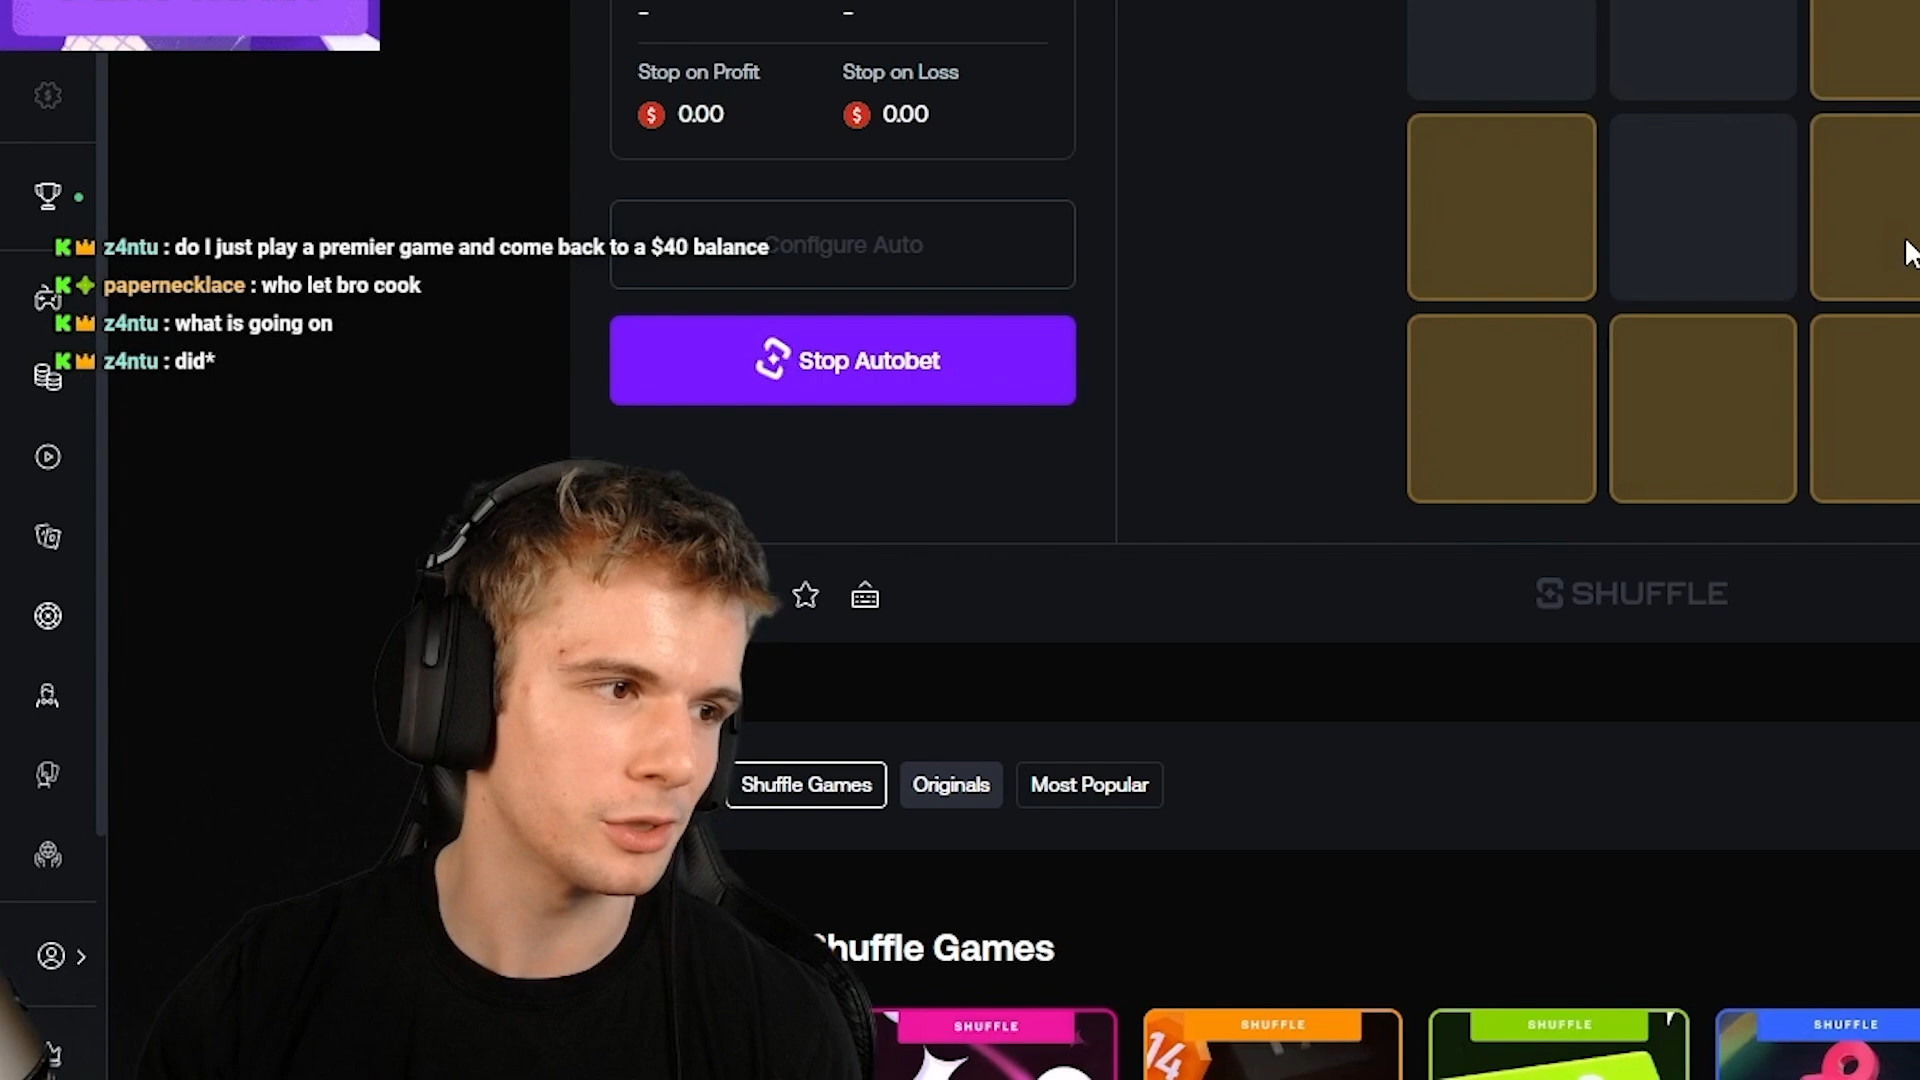 Stop on Profit Stop on Loss
0.00 0.00
z4ntu : do I just play a premier game and come back to a $40 balance
Configure Auto
papernecklace : who let bro cook
z4ntu : what is going on
z4ntu : did*
Stop Autobet
SHUFFLE
Shuffle Games Originals Most Popular
Shuffle Games
SHUFFLE SHUFFLE SHUFFLE SHUFFLE
14